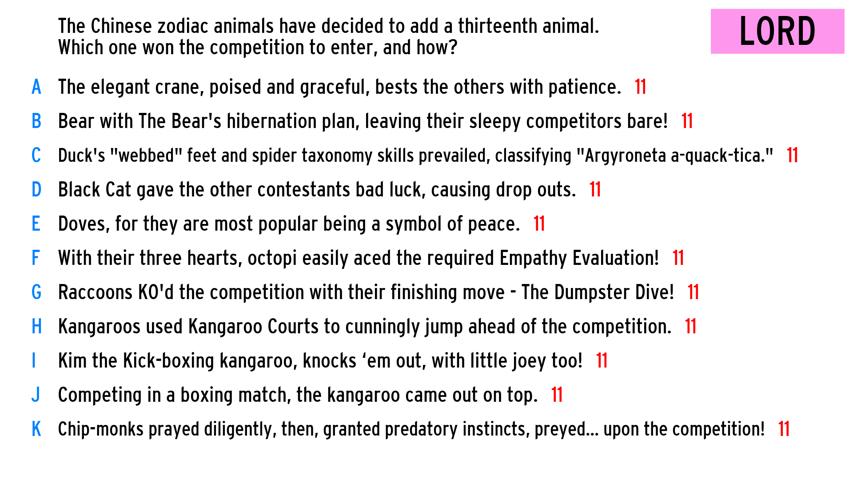 The Chinese zodiac animals have decided to add a thirteenth animal.
Which one won the competition to enter, and how?
LORD
A The elegant crane, poised and graceful, bests the others with patience. 11
B Bear with The Bear's hibernation plan, leaving their sleepy competitors bare! 11
C Duck's "webbed" feet and spider taxonomy skills prevailed, classifying "Argyroneta a-quack-tica." 11
D Black Cat gave the other contestants bad luck, causing drop outs. 11
E Doves, for they are most popular being a symbol of peace. 11
F With their three hearts, octopi easily aced the required Empathy Evaluation! 11
G Raccoons KO'd the competition with their finishing move - The Dumpster Dive! 11
H Kangaroos used Kangaroo Courts to cunningly jump ahead of the competition. 11
I Kim the Kick-boxing kangaroo, knocks ‘em out, with little joey too! 11
J Competing in a boxing match, the kangaroo came out on top. 11
K Chip-monks prayed diligently, then, granted predatory instincts, preyed... upon the competition! 11